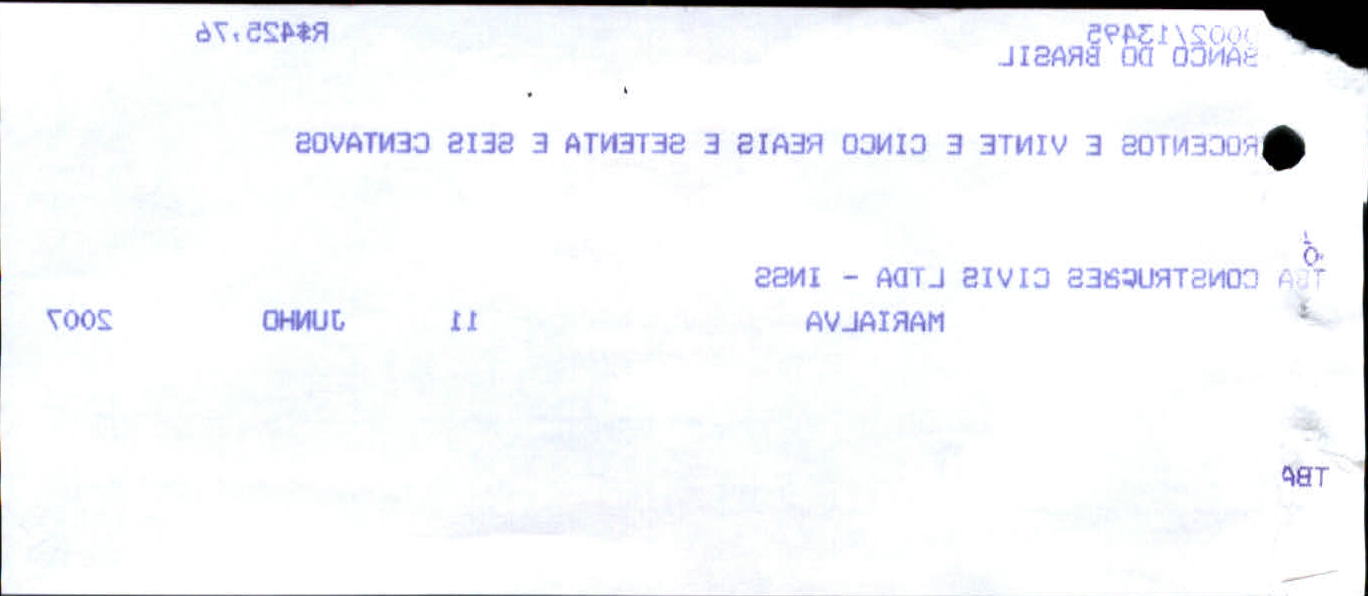 0002/13495 R$425,76
BANCO DO BRASIL
ROCENTOS E VINTE E CINCO REAIS E SETENTA E SEIS CENTAVOS
TBA CONSTRUÇÕES CIVIS LTDA - INSS
MARIALVA 11 JUNHO 2007
TBA